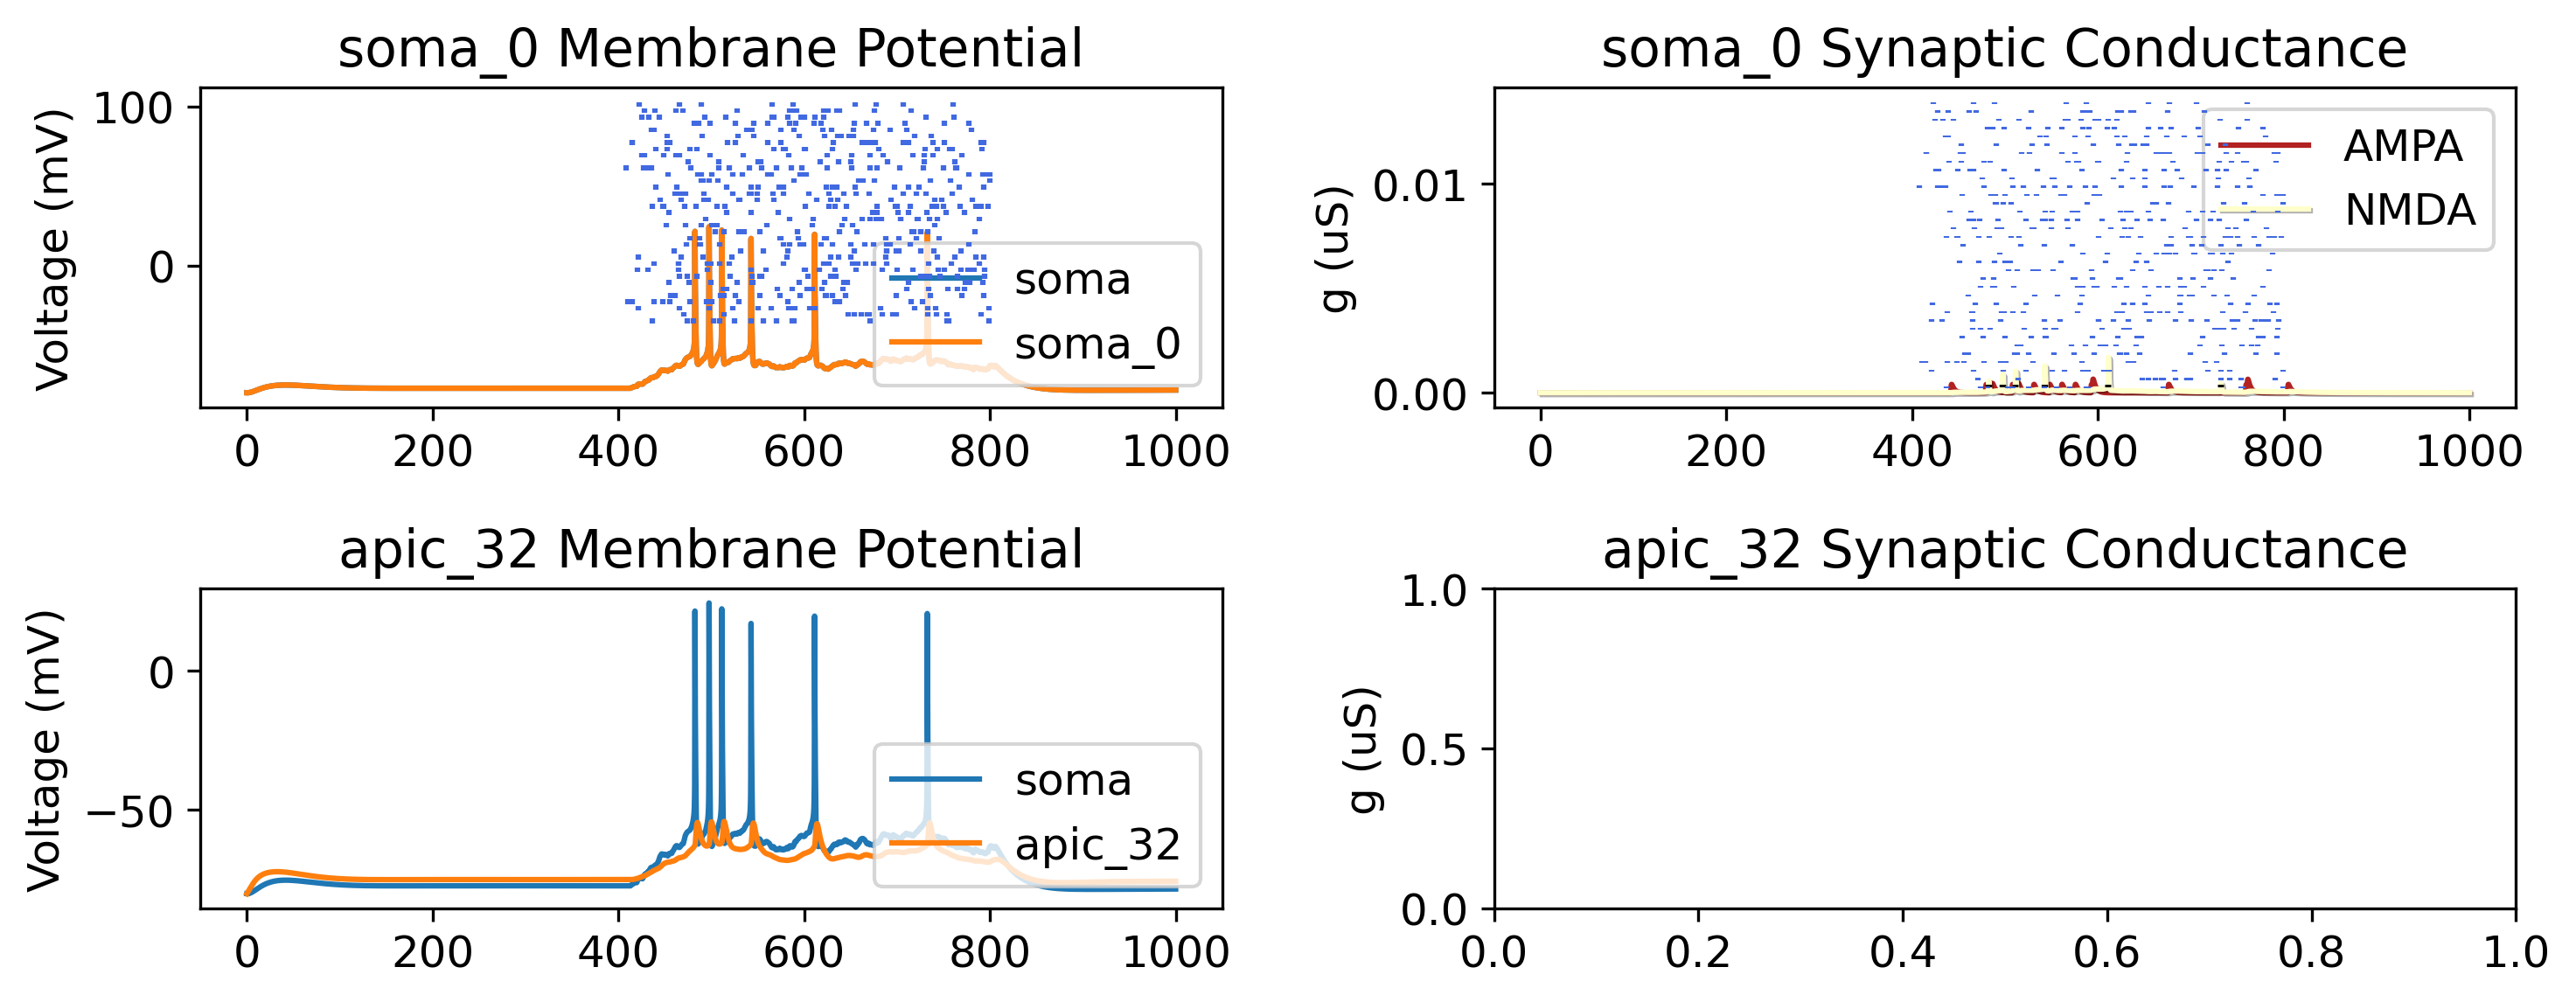 soma_0 Membrane Potential
Voltage (mV)
100
0
soma
soma_0
0 200 400 600 800 1000
soma_0 Synaptic Conductance
g (uS)
0.01
0.00
AMPA
NMDA
0 200 400 600 800 1000
apic_32 Membrane Potential
Voltage (mV)
0
−50
soma
apic_32
0 200 400 600 800 1000
apic_32 Synaptic Conductance
g (uS)
1.0
0.5
0.0
0.0 0.2 0.4 0.6 0.8 1.0